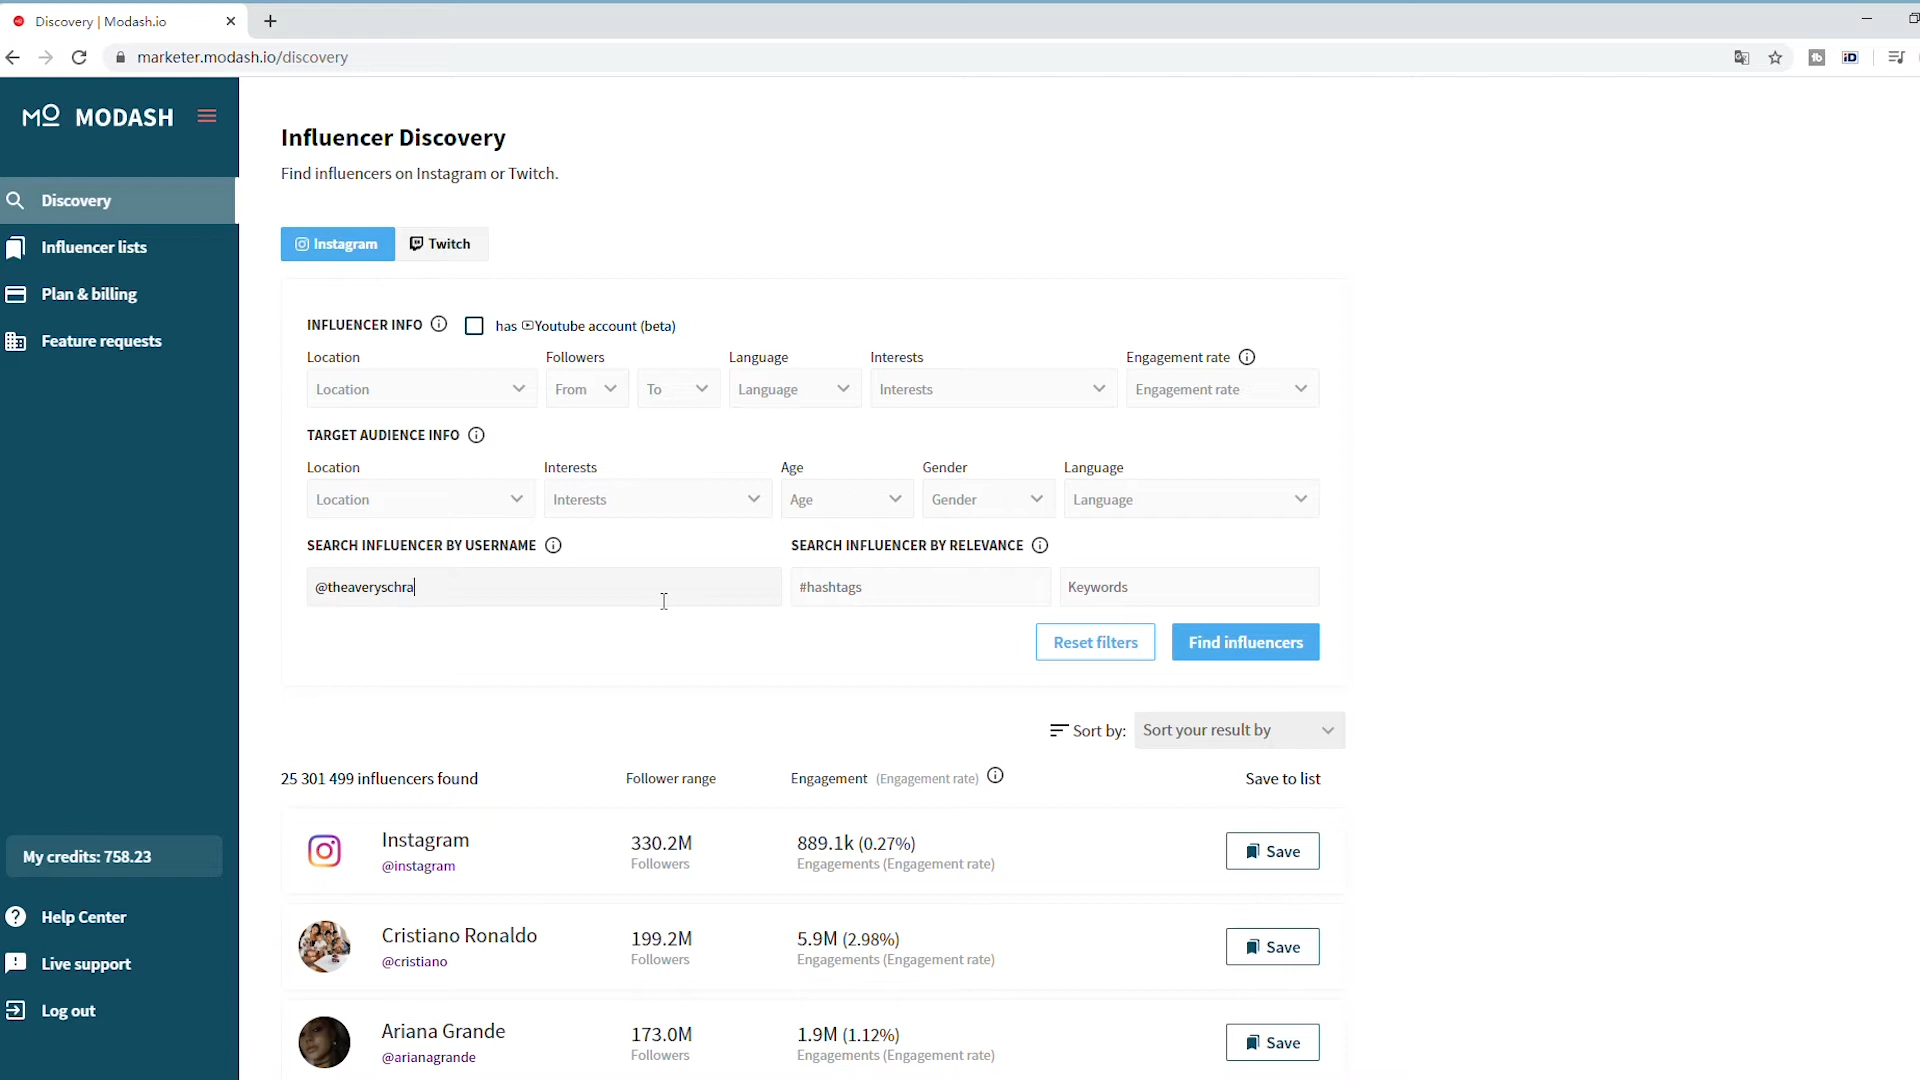 Discovery | Modash.io
marketer.modash.io/discovery
MO MODASH
Discovery
Influencer lists
Plan & billing
Feature requests
My credits: 758.23
Help Center
Live support
Log out
Influencer Discovery
Find influencers on Instagram or Twitch.
Instagram Twitch
INFLUENCER INFO has Youtube account (beta)
Location Followers Language Interests Engagement rate
Location From To Language Interests Engagement rate
TARGET AUDIENCE INFO
Location Interests Age Gender Language
Location Interests Age Gender Language
SEARCH INFLUENCER BY USERNAME SEARCH INFLUENCER BY RELEVANCE
@theaveryschra #hashtags Keywords
Reset filters Find influencers
Sort by: Sort your result by
25 301 499 influencers found Follower range Engagement (Engagement rate) Save to list
Instagram 330.2M 889.1k (0.27%) Save
@instagram Followers Engagements (Engagement rate)
Cristiano Ronaldo 199.2M 5.9M (2.98%) Save
@cristiano Followers Engagements (Engagement rate)
Ariana Grande 173.0M 1.9M (1.12%) Save
@arianagrande Followers Engagements (Engagement rate)